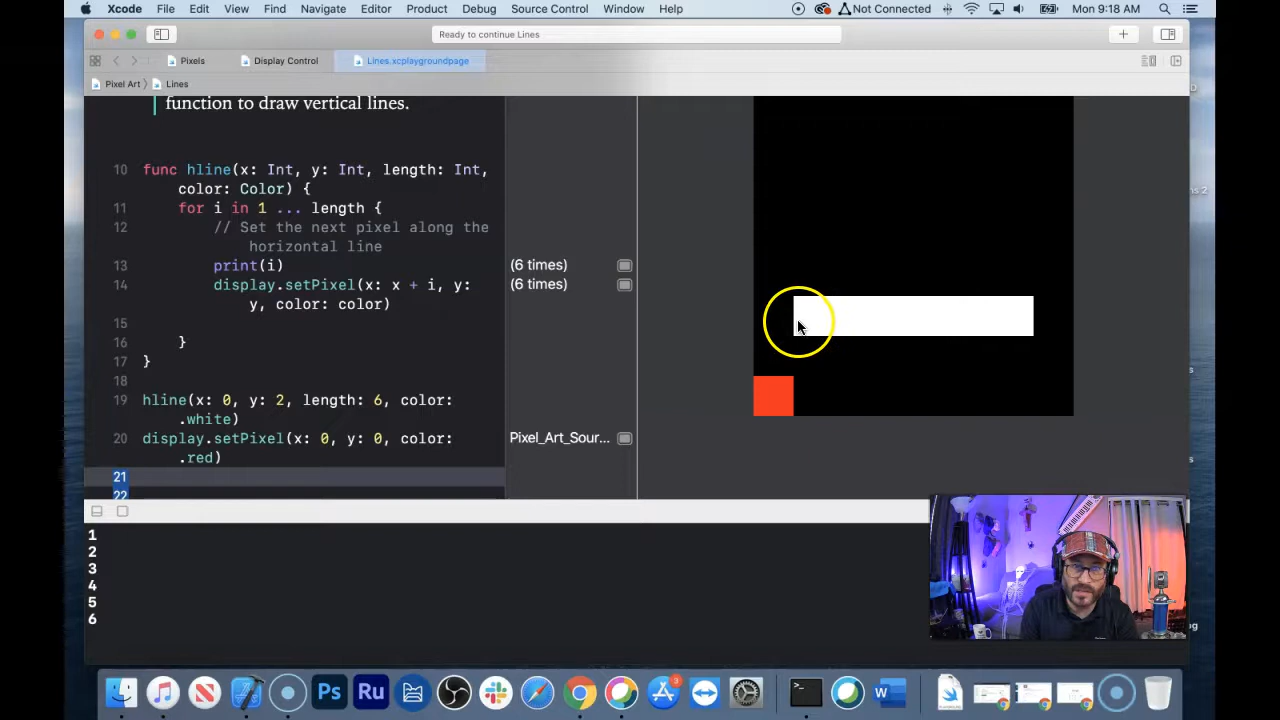 Xcode File Edit View Find Navigate Editor Product Debug Source Control Window Help Not Connected Mon 9:18 AM
Ready to continue Lines
Pixels Display Control Lines.xcplaygroundpage
Pixel Art Lines
function to draw vertical lines.
10 func hline(x: Int, y: Int, length: Int,
color: Color) {
11 for i in 1 ... length {
12 // Set the next pixel along the
horizontal line
13 print(i) (6 times)
14 display.setPixel(x: x + i, y: (6 times)
y, color: color)
15
16 }
17 }
18
19 hline(x: 0, y: 2, length: 6, color:
.white)
20 display.setPixel(x: 0, y: 0, color: Pixel_Art_Sour...
.red)
21
22
1
2
3
4
5
6
Ps Ru 3 W